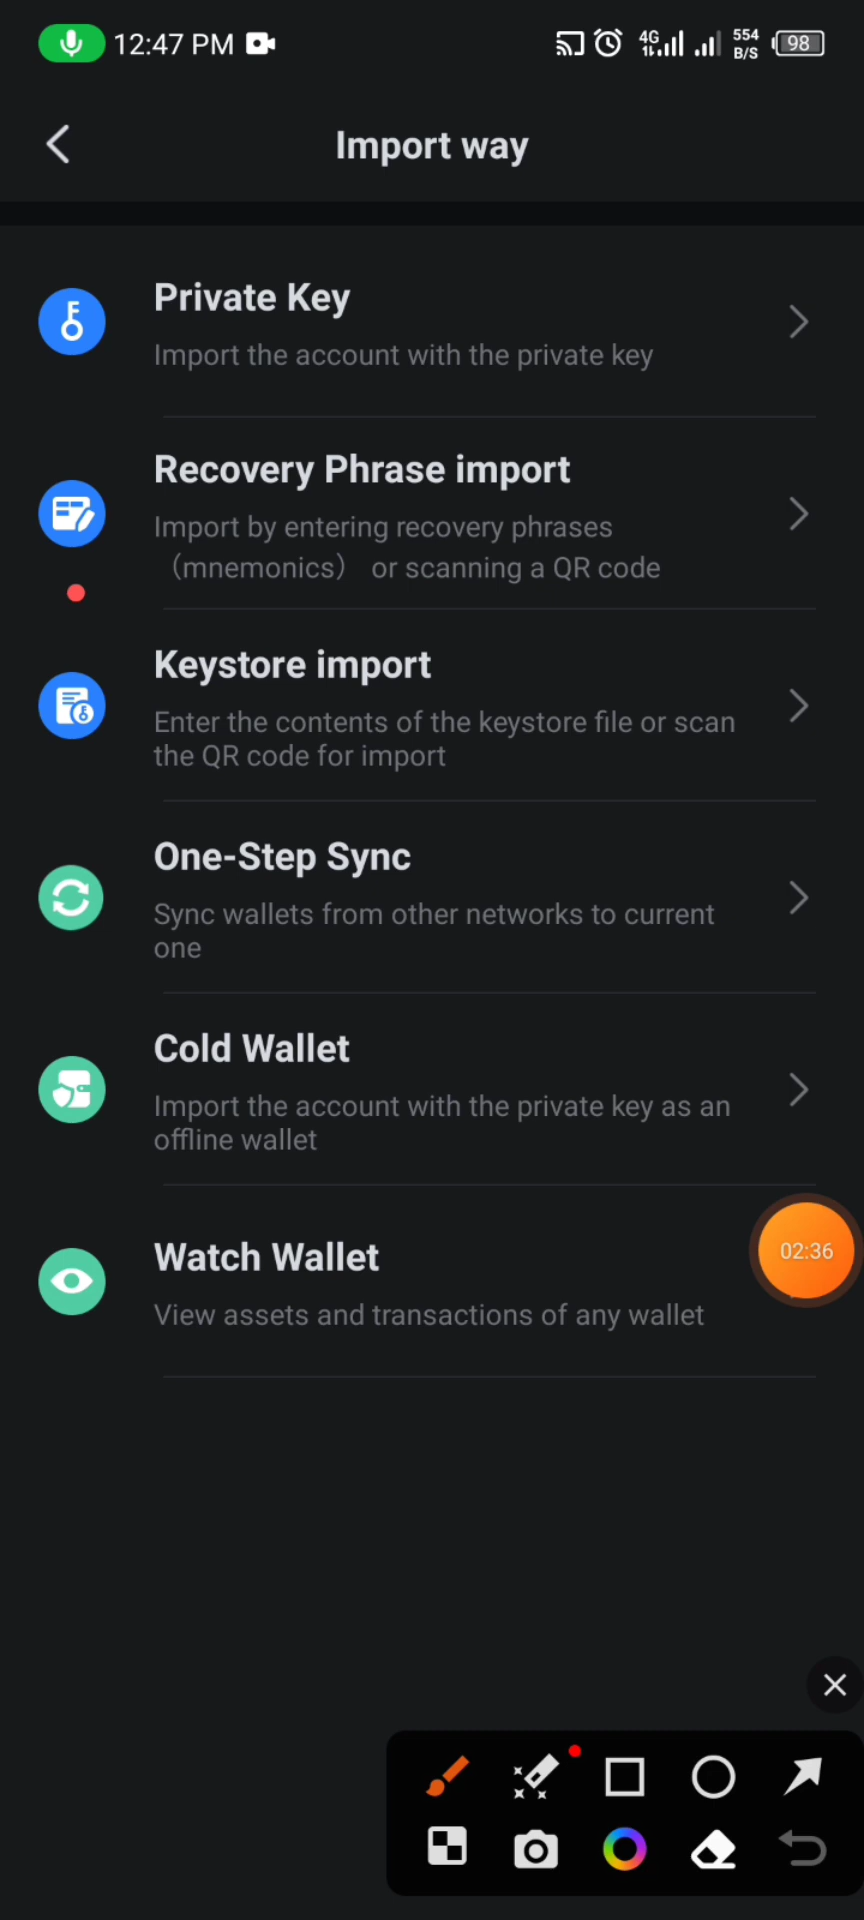 12:47 PM
4G
554
B/S
98
Import way
Private Key
Import the account with the private key
Recovery Phrase import
Import by entering recovery phrases
（mnemonics） or scanning a QR code
Keystore import
Enter the contents of the keystore file or scan
the QR code for import
One-Step Sync
Sync wallets from other networks to current
one
Cold Wallet
Import the account with the private key as an
offline wallet
Watch Wallet
02:36
View assets and transactions of any wallet